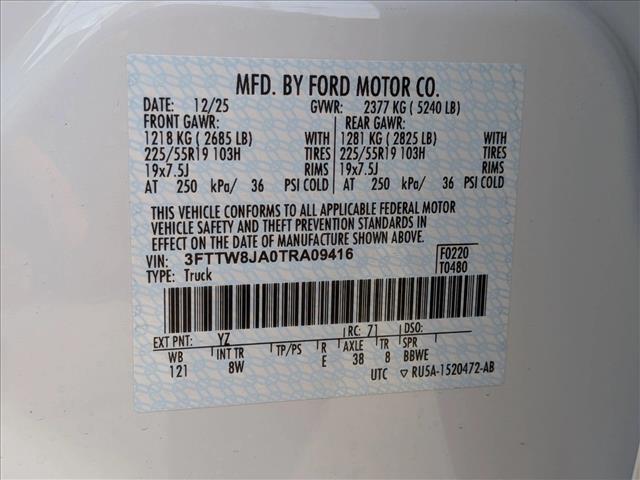 MFD. BY FORD MOTOR CO.
DATE: 12/25 GVWR: 2377 KG ( 5240 LB)
FRONT GAWR: REAR GAWR:
1218 KG ( 2685 LB) WITH 1281 KG ( 2825 LB) WITH
225/55R19 103H TIRES 225/55R19 103H TIRES
19x7.5J RIMS 19x7.5J RIMS
AT 250 kPa/ 36 PSI COLD AT 250 kPa/ 36 PSI COLD
THIS VEHICLE CONFORMS TO ALL APPLICABLE FEDERAL MOTOR
VEHICLE SAFETY AND THEFT PREVENTION STANDARDS IN
EFFECT ON THE DATE OF MANUFACTURE SHOWN ABOVE.
VIN: 3FTTW8JA0TRA09416 F0220
TYPE: Truck T0480
EXT PNT: YZ RC: 7 DSO:
WB INT TR TP/PS R AXLE TR SPR
121 8W E 38 8 BBWE
UTC ▽ RU5A-1520472-AB